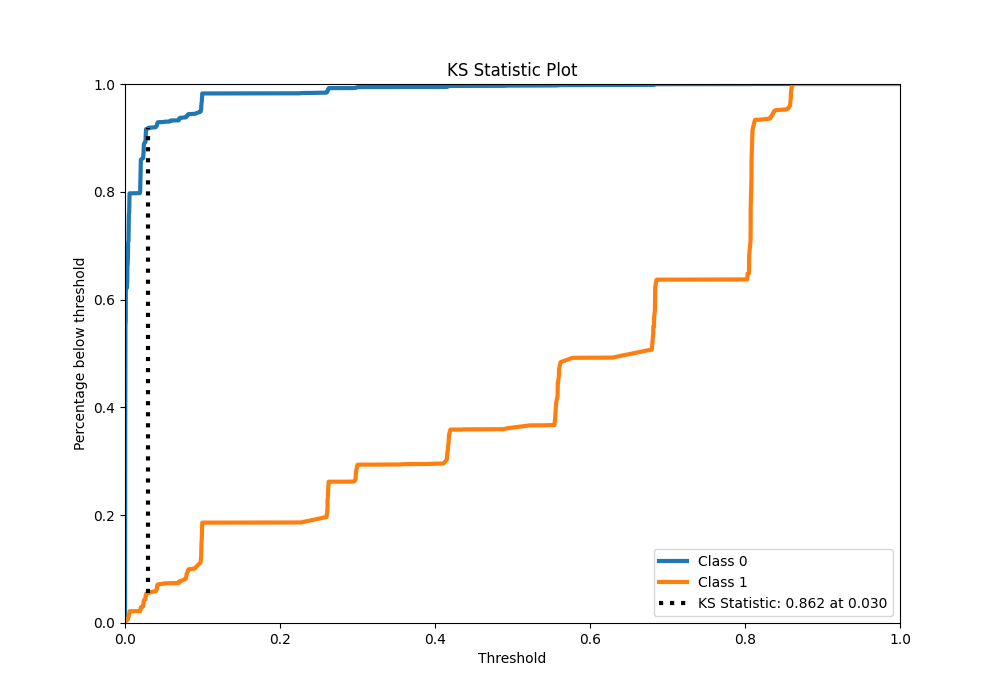 KS Statistic Plot
1.0
0.8
0.6
0.4
0.2
0.0
Percentage below threshold
0.0 0.2 0.4 0.6 0.8 1.0
Threshold
Class 0
Class 1
KS Statistic: 0.862 at 0.030